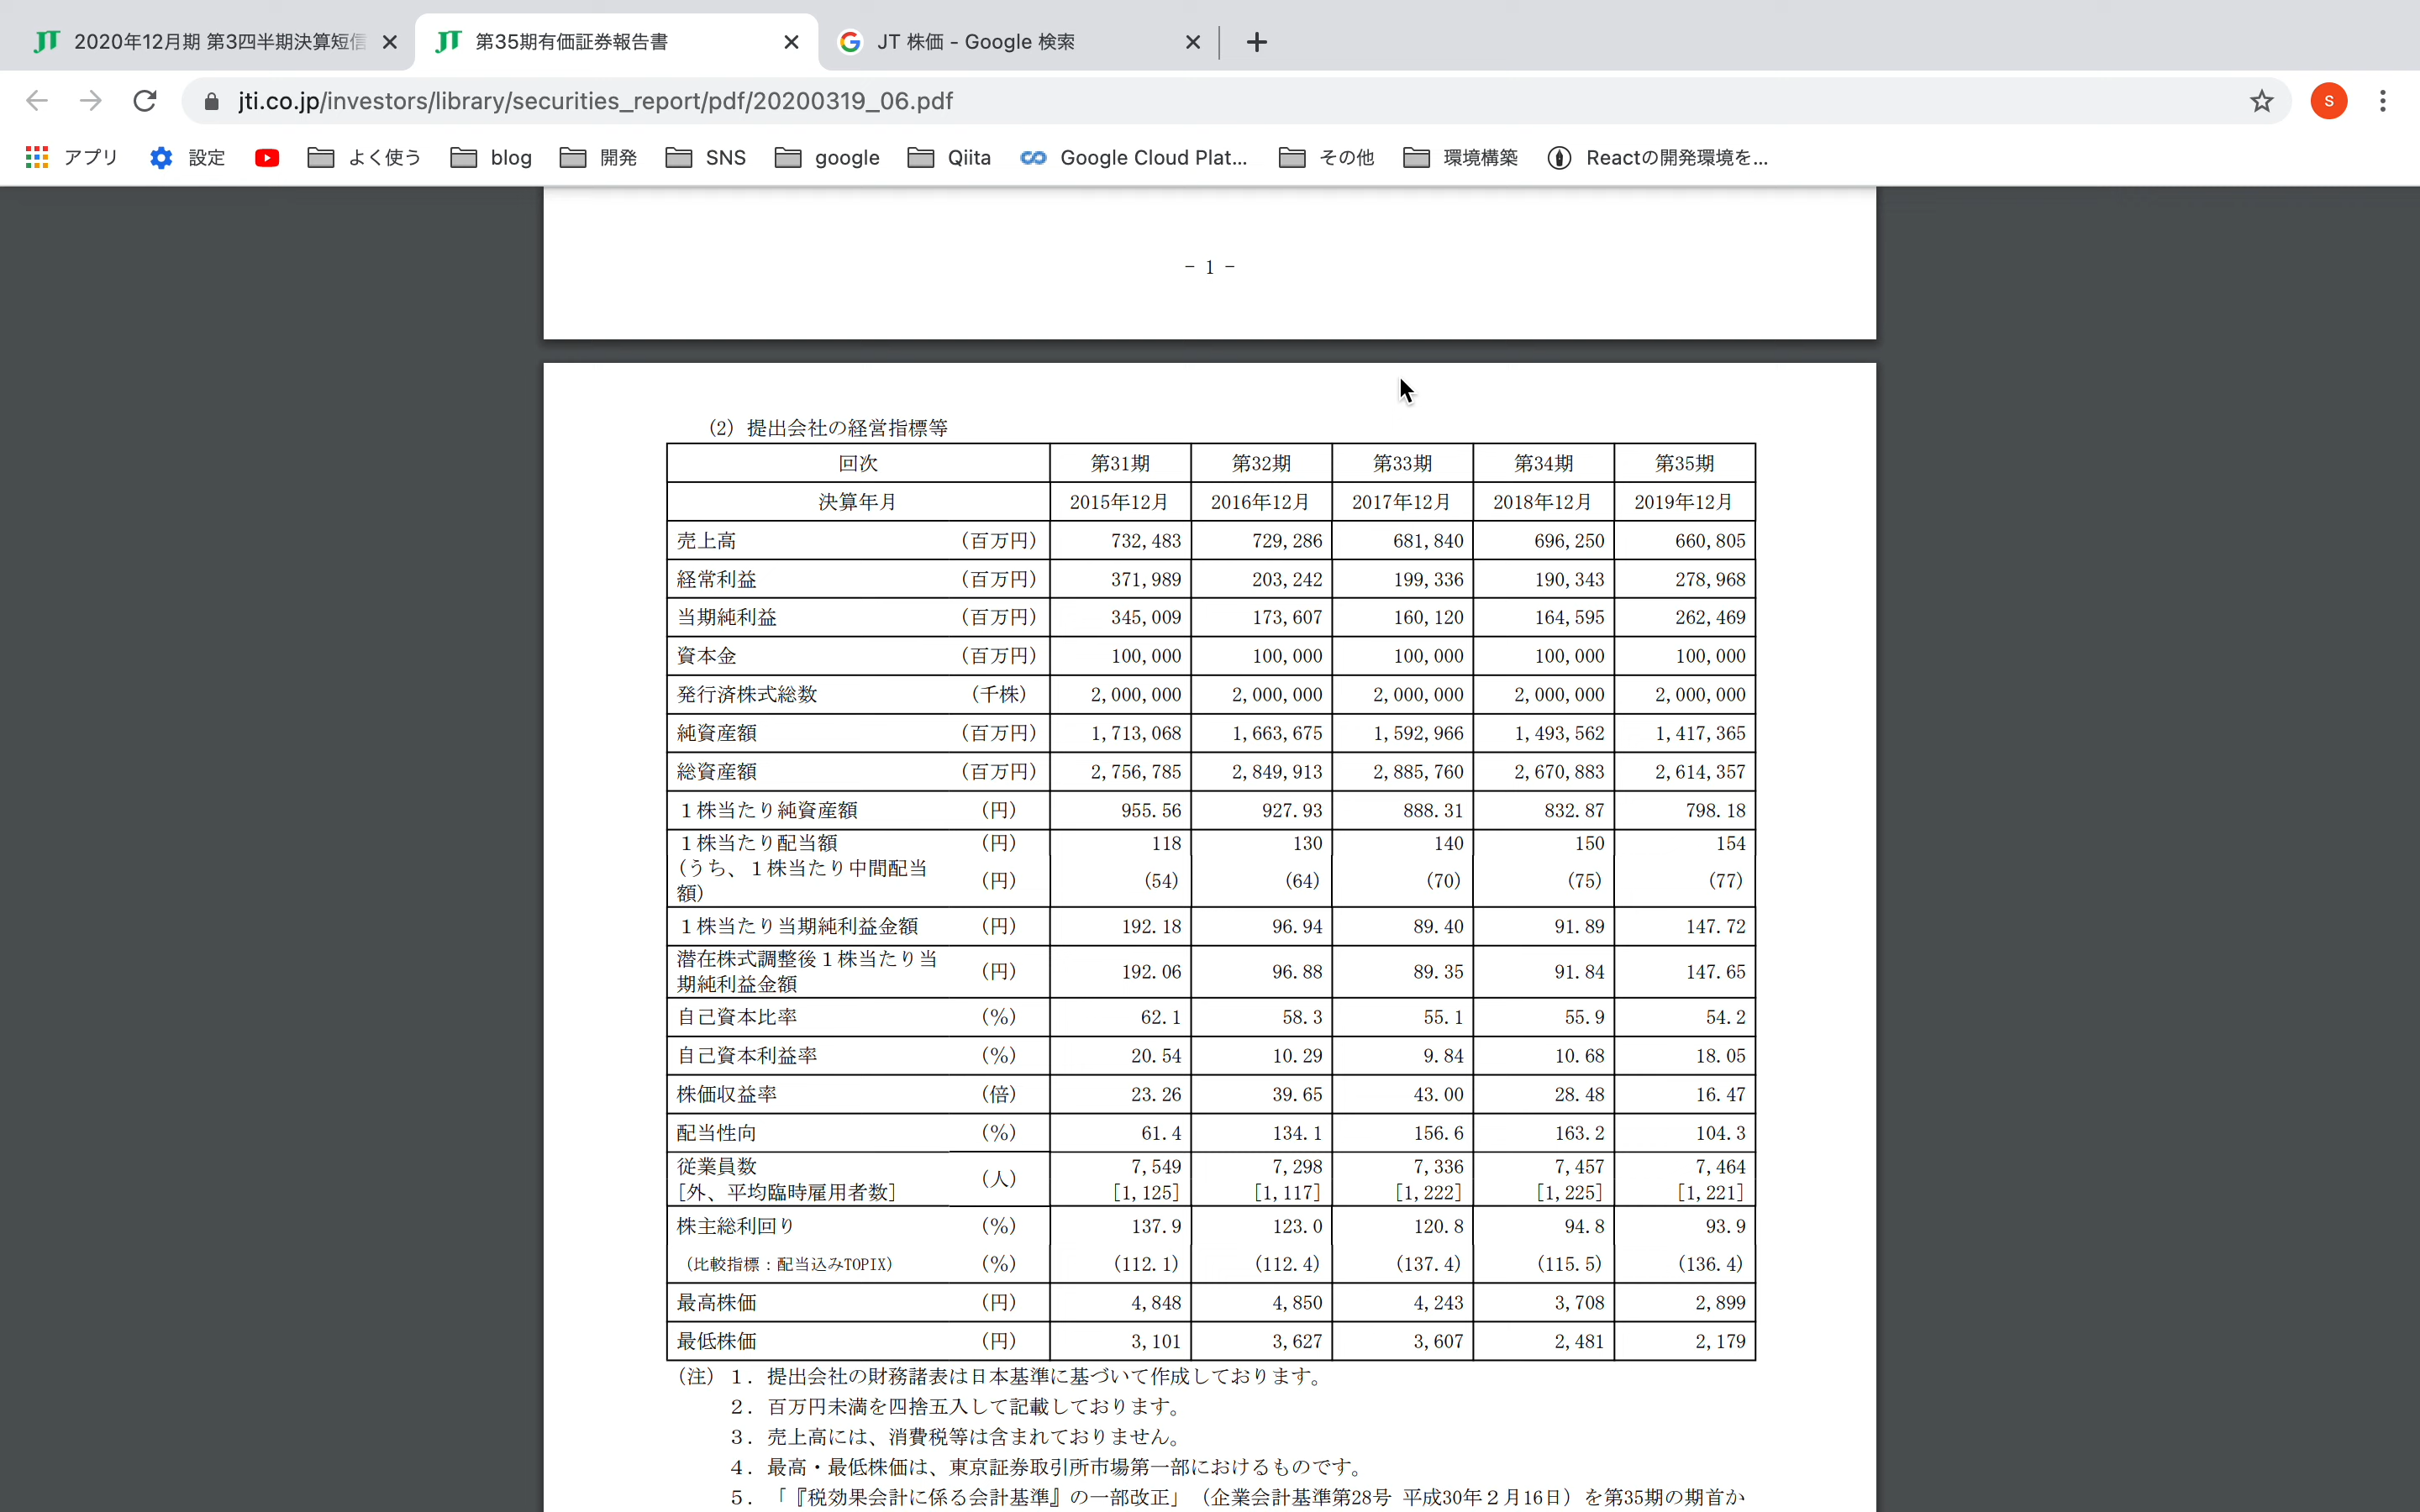 JT 2020年12月期 第3四半期決算短信 JT 第35期有価証券報告書 JT 株価 - Google 検索
jti.co.jp/investors/library/securities_report/pdf/20200319_06.pdf S
アプリ 設定 よく使う blog 開発 SNS google Qiita Google Cloud Plat... その他 環境構築 Reactの開発環境を...
- 1 -
(2) 提出会社の経営指標等
回次 第31期 第32期 第33期 第34期 第35期
決算年月 2015年12月 2016年12月 2017年12月 2018年12月 2019年12月
売上高 (百万円) 732,483 729,286 681,840 696,250 660,805
経常利益 (百万円) 371,989 203,242 199,336 190,343 278,968
当期純利益 (百万円) 345,009 173,607 160,120 164,595 262,469
資本金 (百万円) 100,000 100,000 100,000 100,000 100,000
発行済株式総数 (千株) 2,000,000 2,000,000 2,000,000 2,000,000 2,000,000
純資産額 (百万円) 1,713,068 1,663,675 1,592,966 1,493,562 1,417,365
総資産額 (百万円) 2,756,785 2,849,913 2,885,760 2,670,883 2,614,357
1株当たり純資産額 (円) 955.56 927.93 888.31 832.87 798.18
1株当たり配当額 (円) 118 130 140 150 154
(うち、1株当たり中間配当
額) (円) (54) (64) (70) (75) (77)
1株当たり当期純利益金額 (円) 192.18 96.94 89.40 91.89 147.72
潜在株式調整後1株当たり当
期純利益金額 (円) 192.06 96.88 89.35 91.84 147.65
自己資本比率 (%) 62.1 58.3 55.1 55.9 54.2
自己資本利益率 (%) 20.54 10.29 9.84 10.68 18.05
株価収益率 (倍) 23.26 39.65 43.00 28.48 16.47
配当性向 (%) 61.4 134.1 156.6 163.2 104.3
従業員数 (人) 7,549 7,298 7,336 7,457 7,464
[外、平均臨時雇用者数] [1,125] [1,117] [1,222] [1,225] [1,221]
株主総利回り (%) 137.9 123.0 120.8 94.8 93.9
(比較指標：配当込みTOPIX) (%) (112.1) (112.4) (137.4) (115.5) (136.4)
最高株価 (円) 4,848 4,850 4,243 3,708 2,899
最低株価 (円) 3,101 3,627 3,607 2,481 2,179
(注) 1．提出会社の財務諸表は日本基準に基づいて作成しております。
2．百万円未満を四捨五入して記載しております。
3．売上高には、消費税等は含まれておりません。
4．最高・最低株価は、東京証券取引所市場第一部におけるものです。
5．「『税効果会計に係る会計基準』の一部改正」（企業会計基準第28号 平成30年2月16日）を第35期の期首か